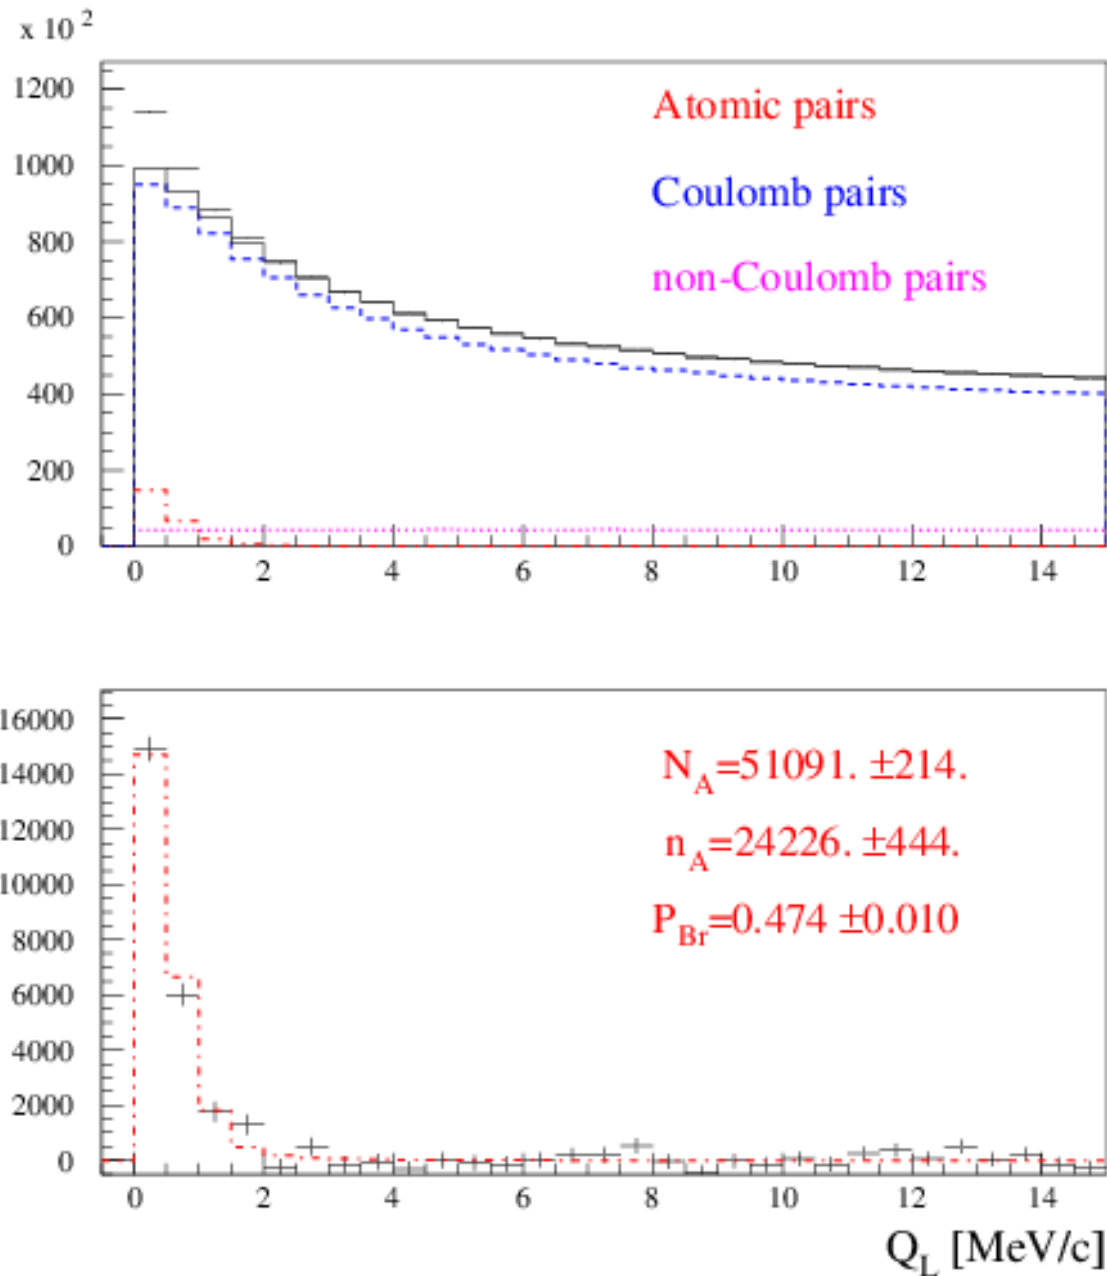 x 10 2
1200
Atomic pairs
1000
Coulomb pairs
800
non-Coulomb pairs
600
400
200
0
0 2 4 6 8 10 12 14
16000
N_A=51091. ±214.
14000
12000
n_A=24226. ±444.
10000
P_Br=0.474 ±0.010
8000
6000
4000
2000
0
0 2 4 6 8 10 12 14
Q_L [MeV/c]